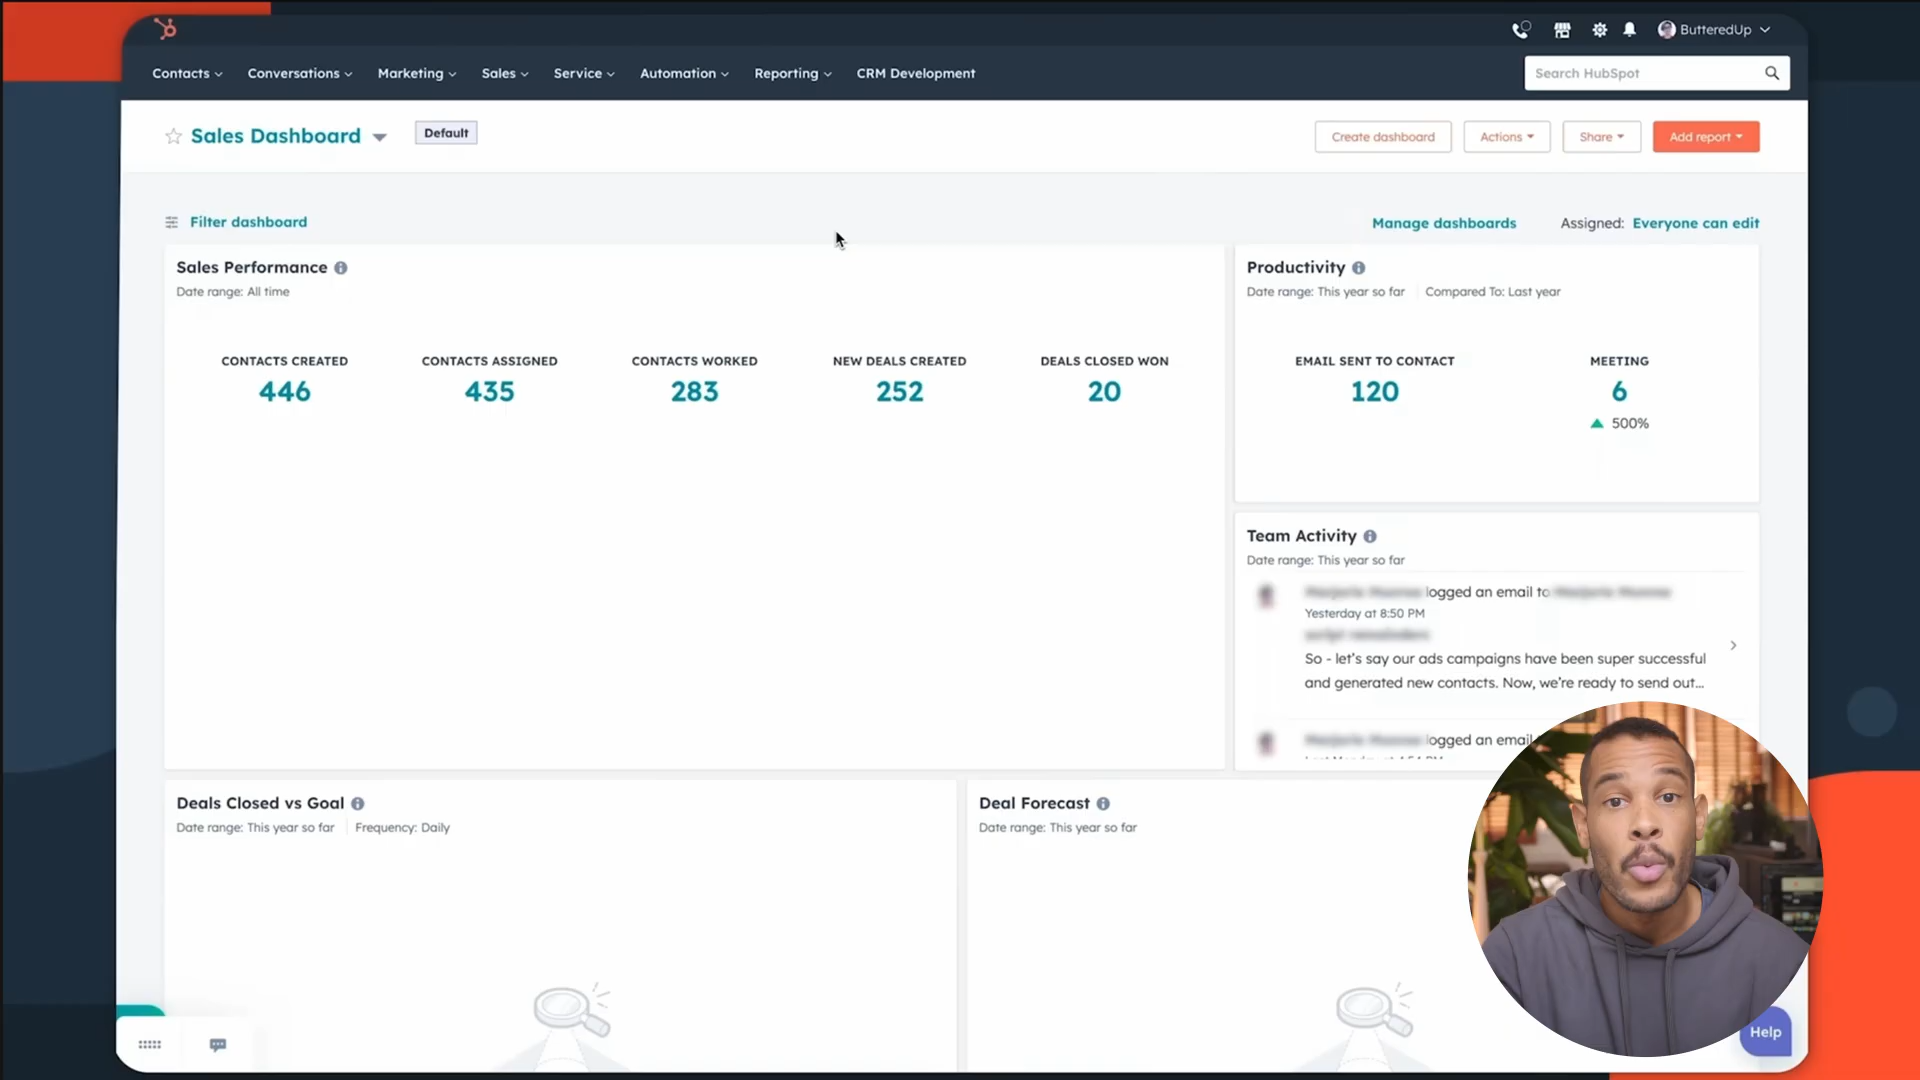 ButteredUp
Contacts Conversations Marketing Sales Service Automation Reporting CRM Development
Search HubSpot
Sales Dashboard
Default
Create dashboard
Actions
Share
Add report
Filter dashboard
Manage dashboards
Assigned: Everyone can edit
Sales Performance
Date range: All time
CONTACTS CREATED
446
CONTACTS ASSIGNED
435
CONTACTS WORKED
283
NEW DEALS CREATED
252
DEALS CLOSED WON
20
Productivity
Date range: This year so far
Compared To: Last year
EMAIL SENT TO CONTACT
120
MEETING
6
500%
Team Activity
Date range: This year so far
logged an email to
Yesterday at 8:50 PM
So - let's say our ads campaigns have been super successful
and generated new contacts. Now, we're ready to send out...
logged an email
Deals Closed vs Goal
Date range: This year so far
Frequency: Daily
Deal Forecast
Date range: This year so far
Help